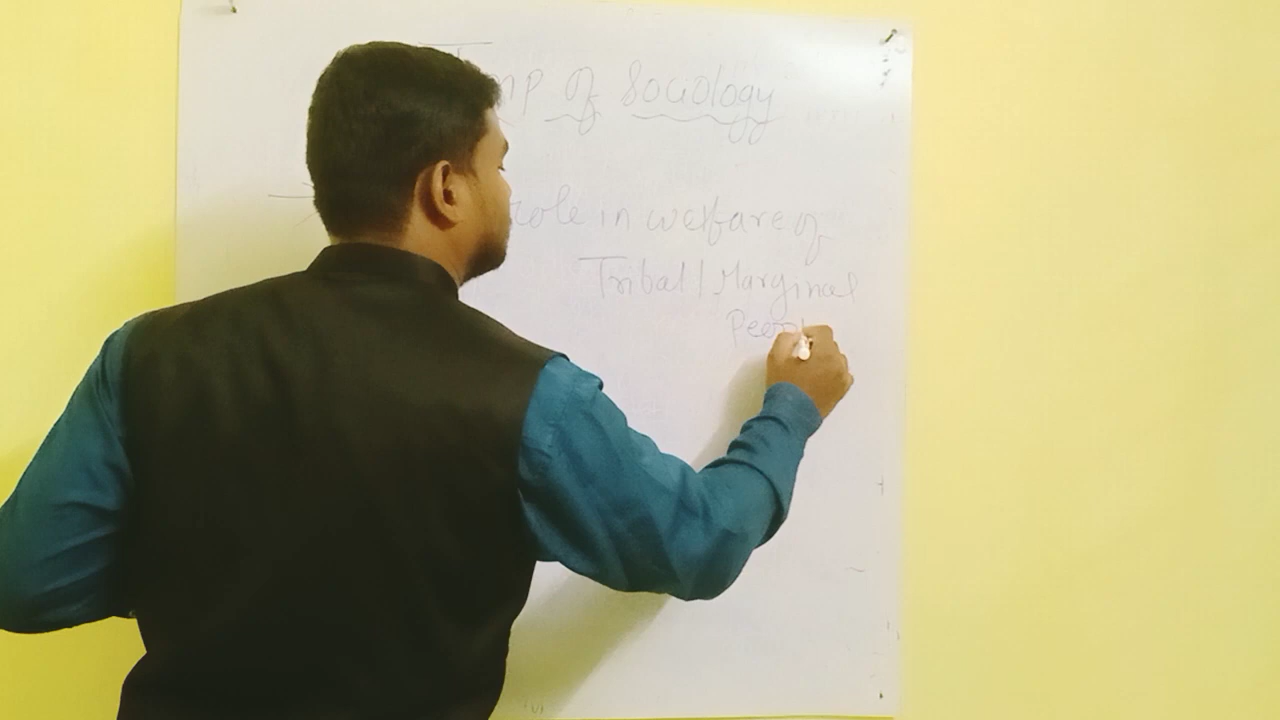 of Sociology
role in welfare of
Tribal / Marginal